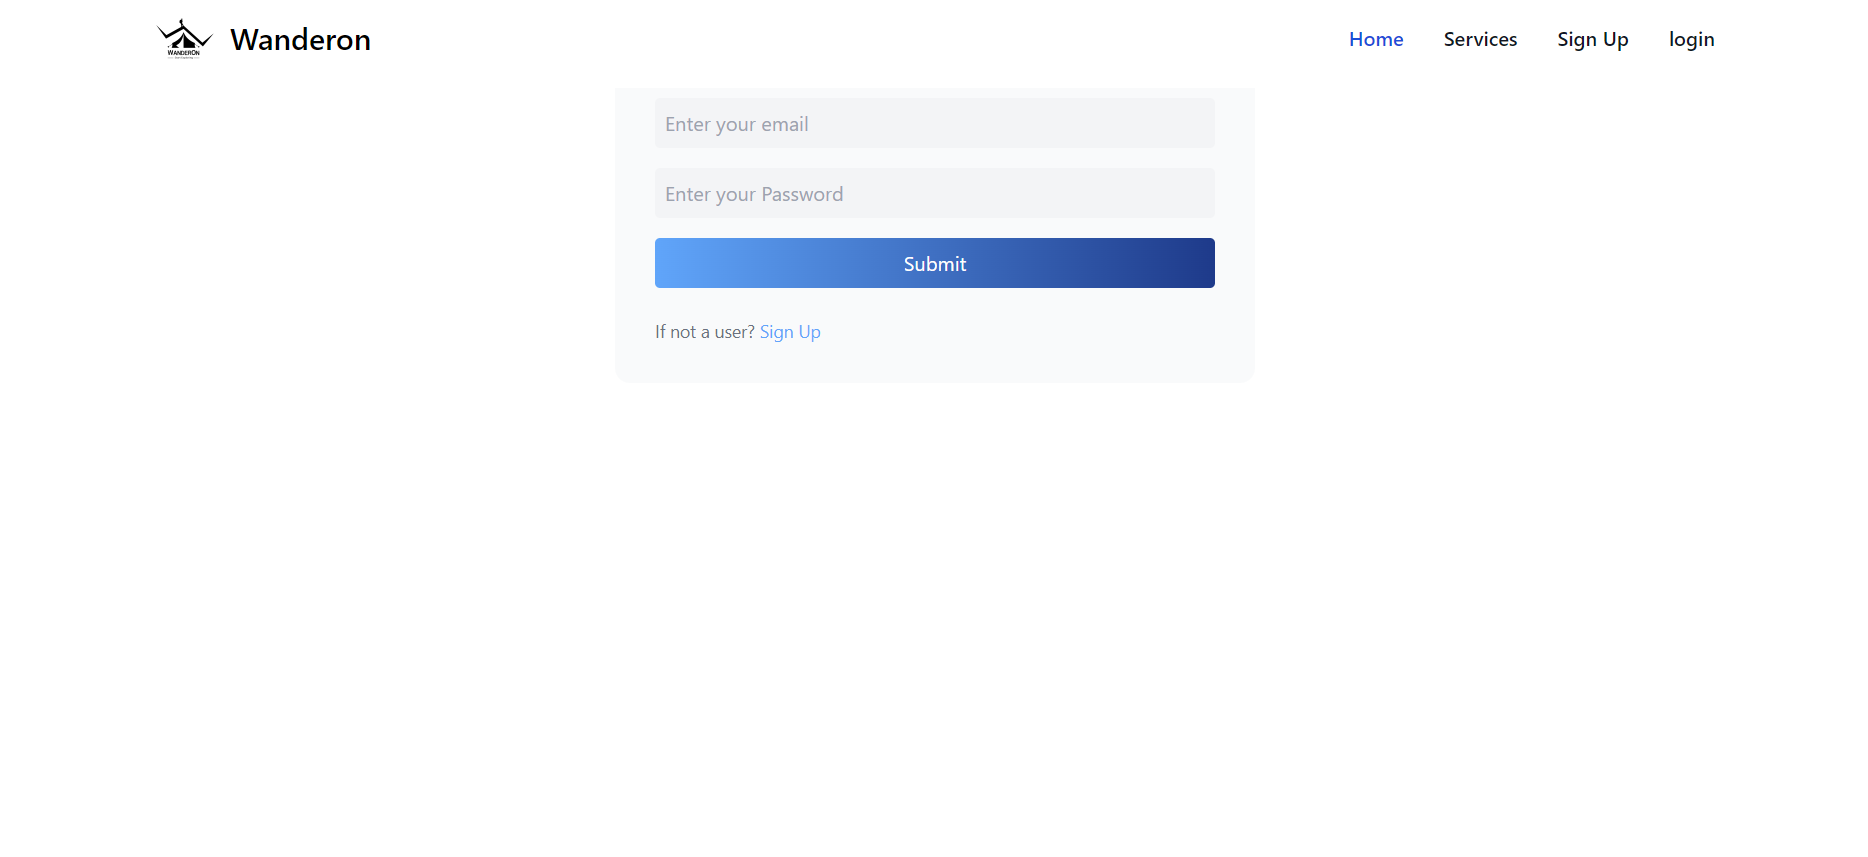 WANDERON
Wanderon
Home
Services
Sign Up
login
Enter your email
Enter your Password
Submit
If not a user? Sign Up